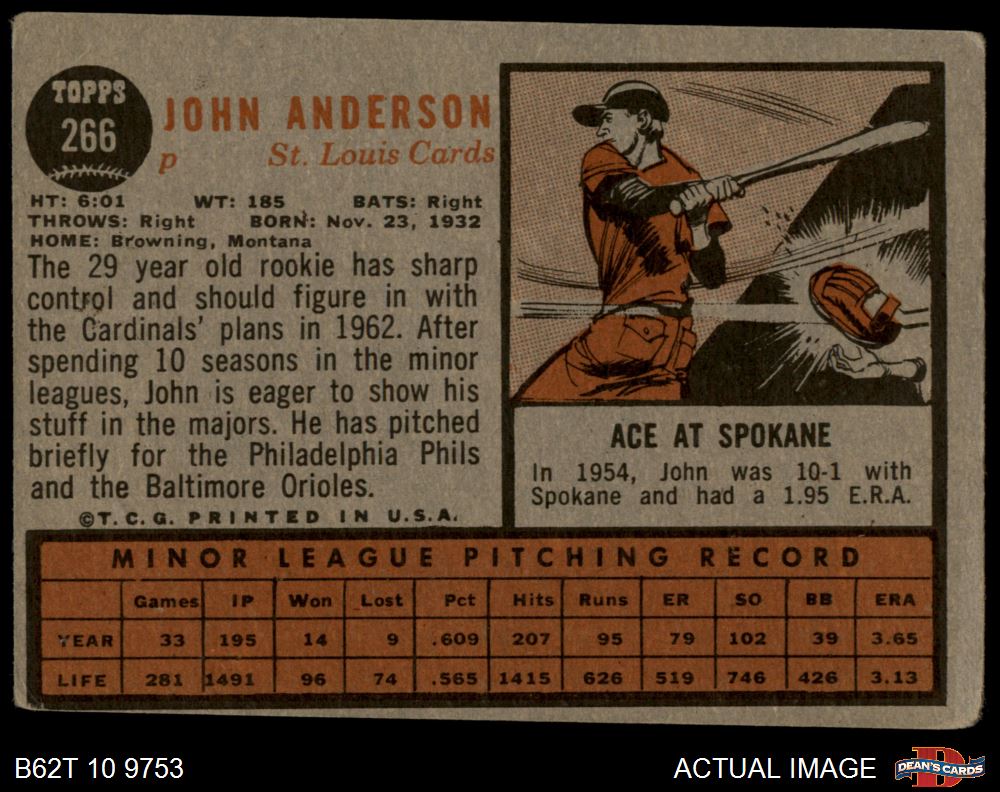 TOPPS
266
JOHN ANDERSON
p St. Louis Cards
HT: 6:01 WT: 185 BATS: Right
THROWS: Right BORN: Nov. 23, 1932
HOME: Browning, Montana
The 29 year old rookie has sharp
control and should figure in with
the Cardinals' plans in 1962. After
spending 10 seasons in the minor
leagues, John is eager to show his
stuff in the majors. He has pitched
briefly for the Philadelphia Phils
and the Baltimore Orioles.
©T.C.G. PRINTED IN U.S.A.
ACE AT SPOKANE
In 1954, John was 10-1 with
Spokane and had a 1.95 E.R.A.
MINOR LEAGUE PITCHING RECORD
Games IP Won Lost Pct Hits Runs ER SO BB ERA
YEAR 33 195 14 9 .609 207 95 79 102 39 3.65
LIFE 281 1491 96 74 .565 1415 626 519 746 426 3.13
B62T 10 9753
ACTUAL IMAGE
DEAN'S CARDS